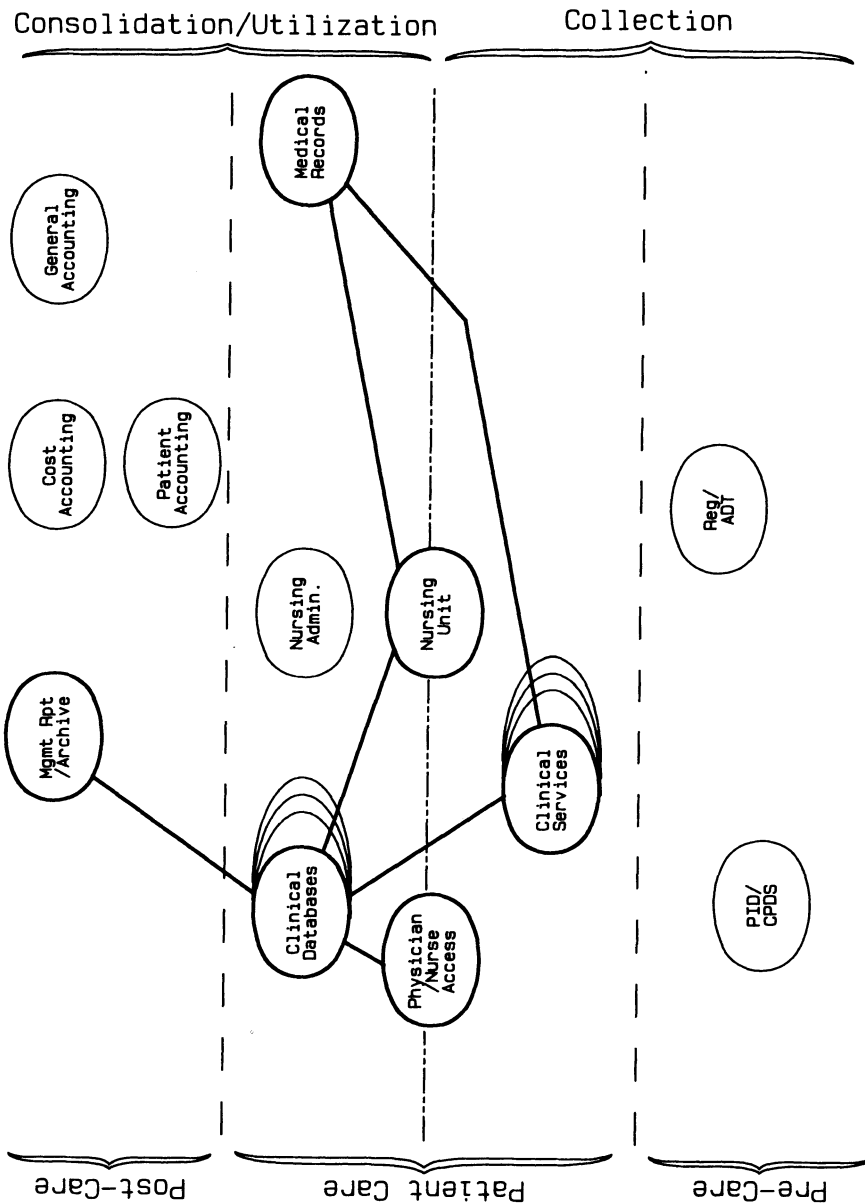 Consolidation/Utilization
Collection
General
Accounting
Medical
Records
Cost
Accounting
Patient
Accounting
Reg/
ADT
Nursing
Admin.
Nursing
Unit
Mgmt Rpt
/Archive
Clinical
Databases
Clinical
Services
Physician
/Nurse
Access
PID/
CPDS
Post-Care
Patient Care
Pre-Care